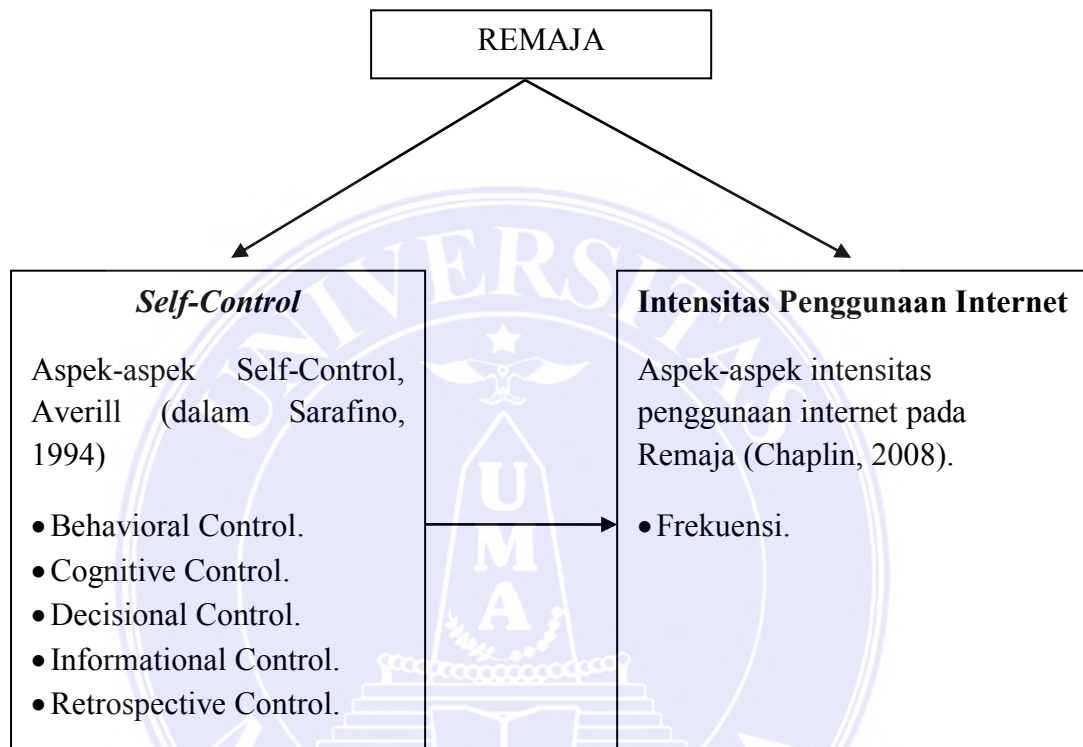 REMAJA
Self-Control
Aspek-aspek Self-Control,
Averill (dalam Sarafino,
1994)
• Behavioral Control.
• Cognitive Control.
• Decisional Control.
• Informational Control.
• Retrospective Control.
Intensitas Penggunaan Internet
Aspek-aspek intensitas
penggunaan internet pada
Remaja (Chaplin, 2008).
• Frekuensi.
UNIVERSITAS
U
M
A